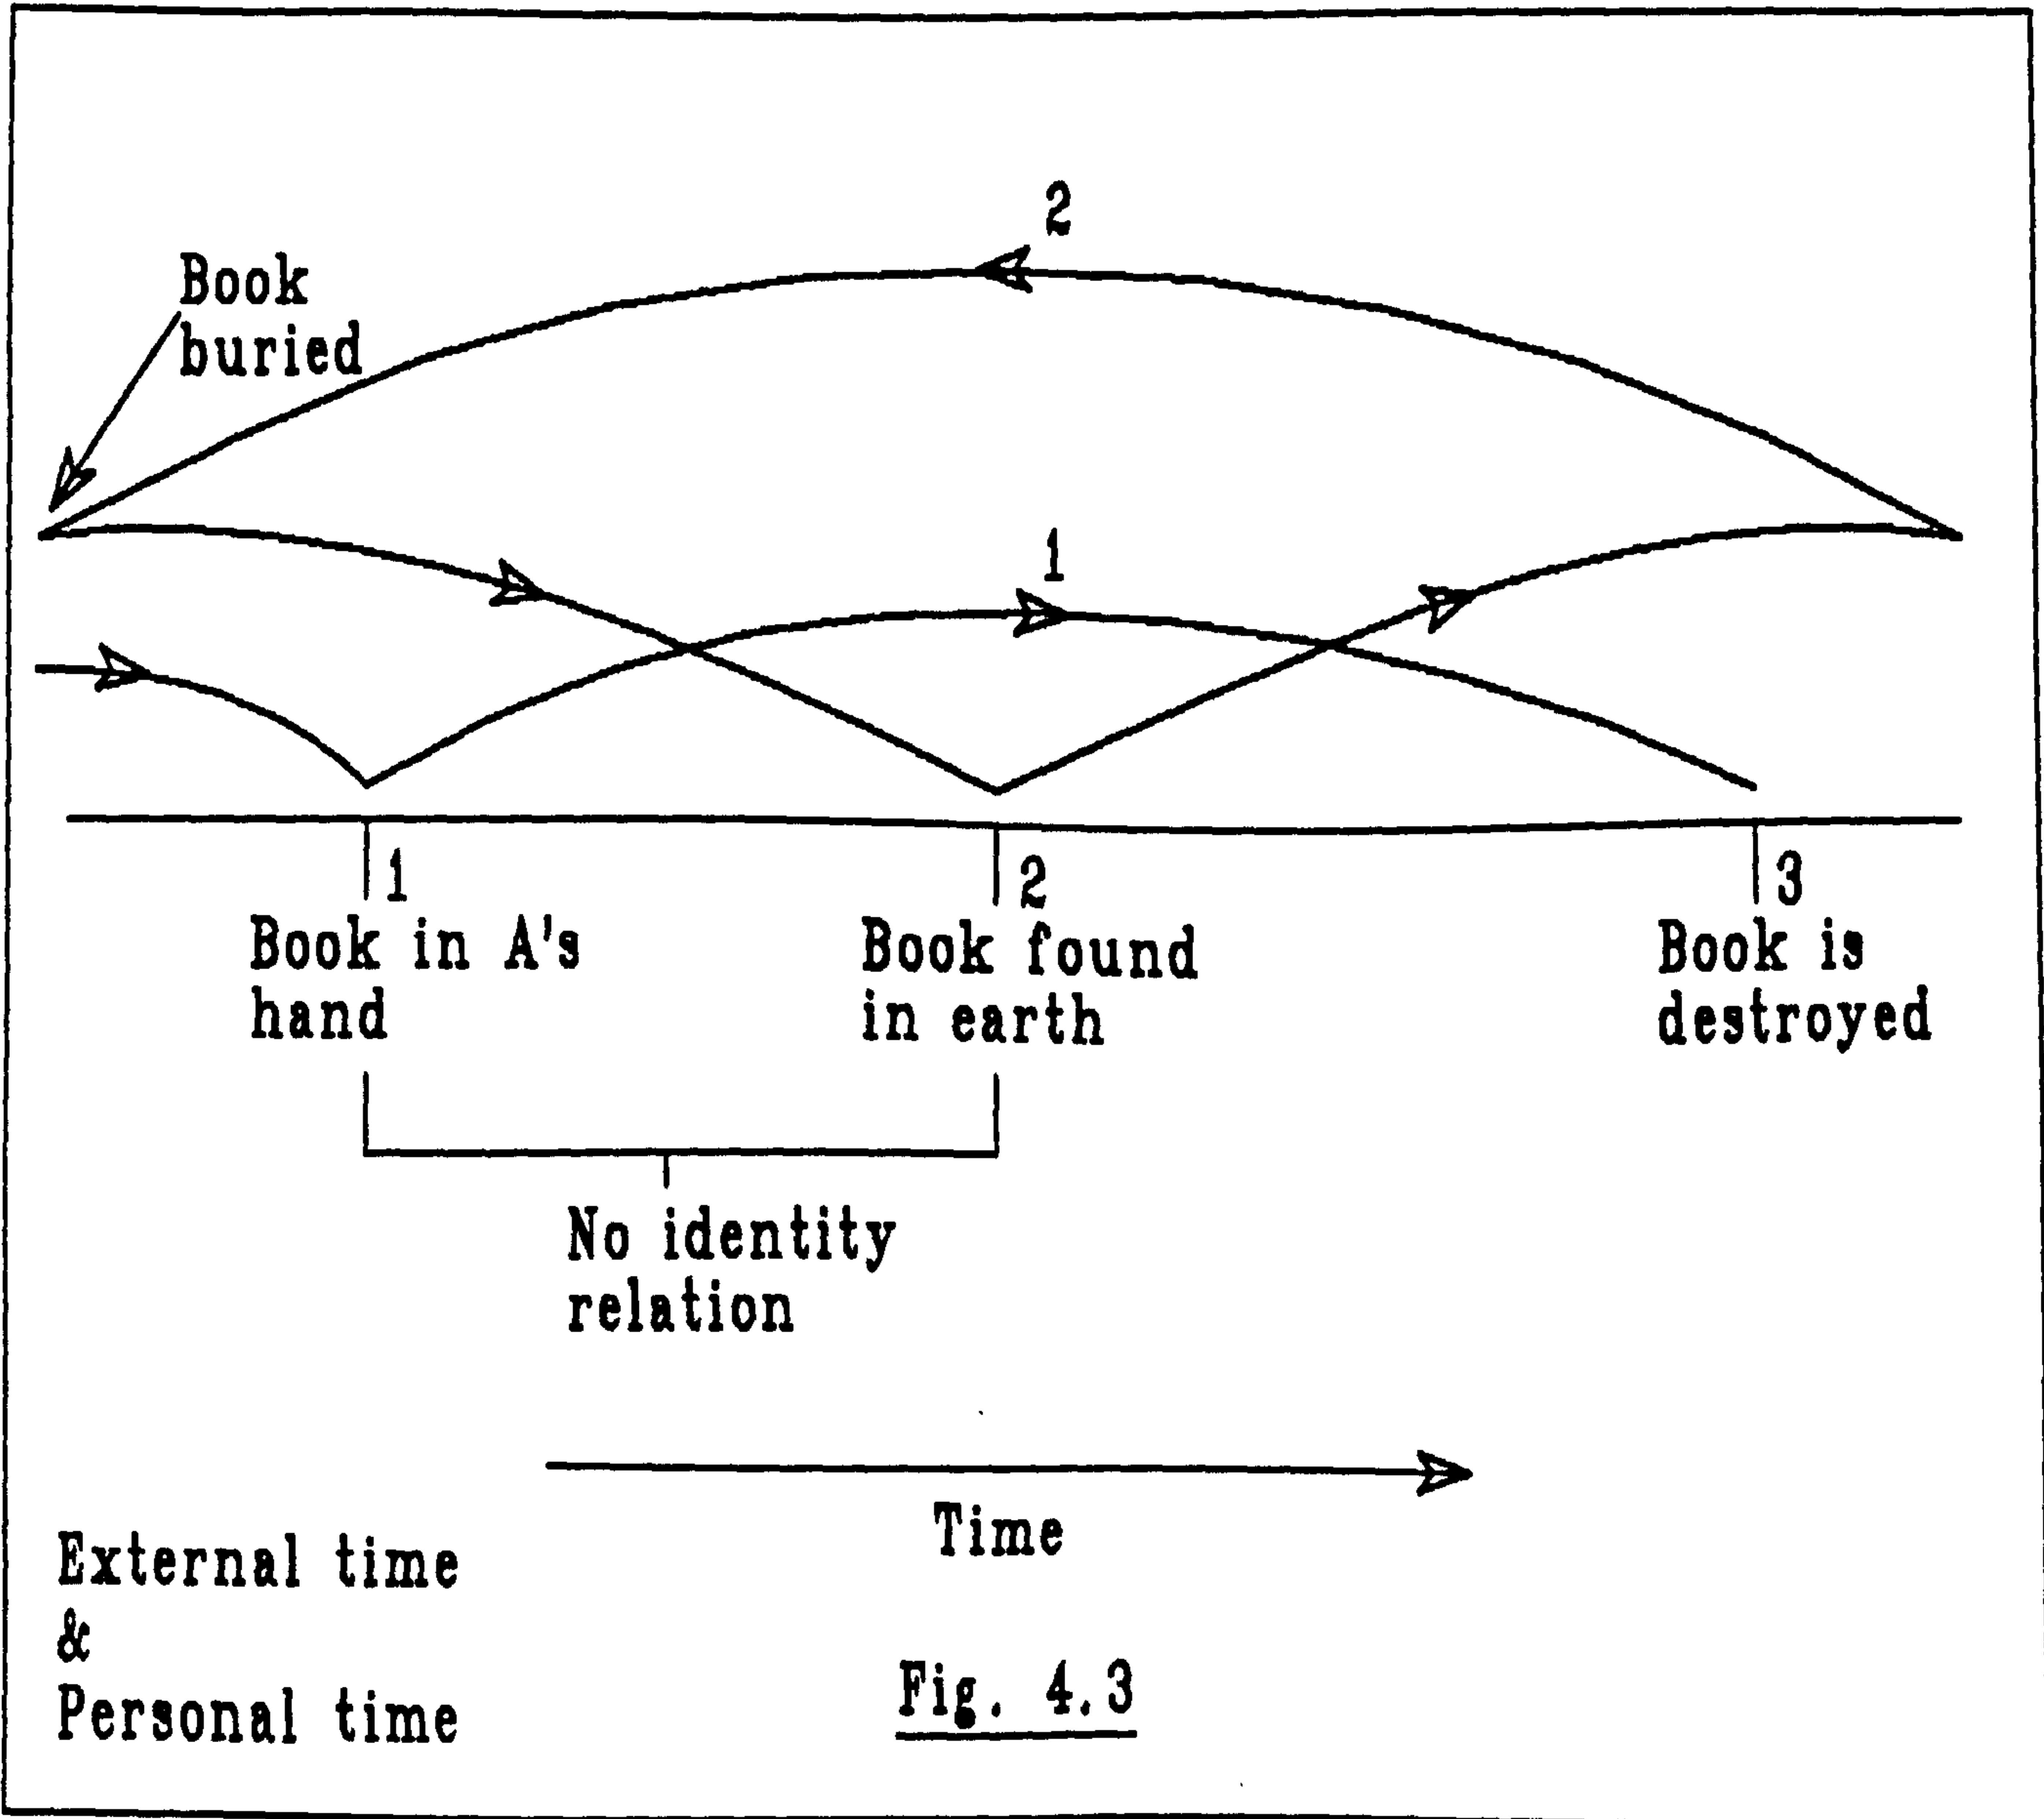 2
Book
buried
1
1
2
3
Book in A's
hand
Book found
in earth
Book is
destroyed
No identity
relation
Time
External time
&
Personal time
Fig. 4.3